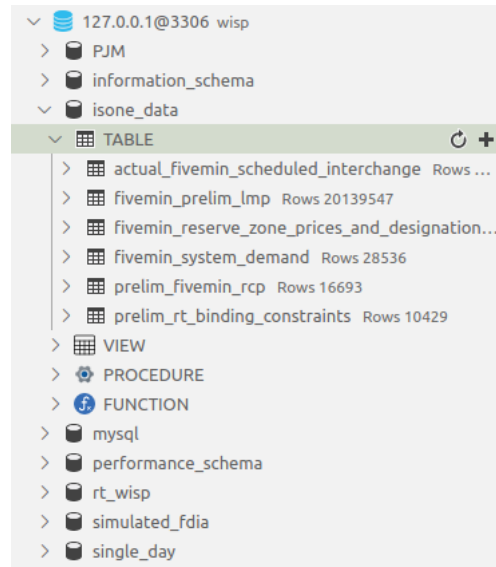 127.0.0.1@3306 wisp
PJM
information_schema
isone_data
TABLE
actual_fivemin_scheduled_interchange Rows ...
fivemin_prelim_lmp Rows 20139547
fivemin_reserve_zone_prices_and_designation...
fivemin_system_demand Rows 28536
prelim_fivemin_rcp Rows 16693
prelim_rt_binding_constraints Rows 10429
VIEW
PROCEDURE
FUNCTION
mysql
performance_schema
rt_wisp
simulated_fdia
single_day